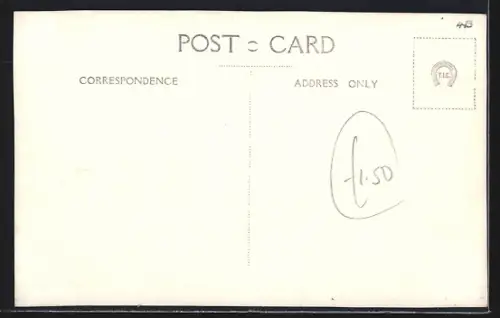 POST CARD
CORRESPONDENCE
ADDRESS ONLY
£1.50